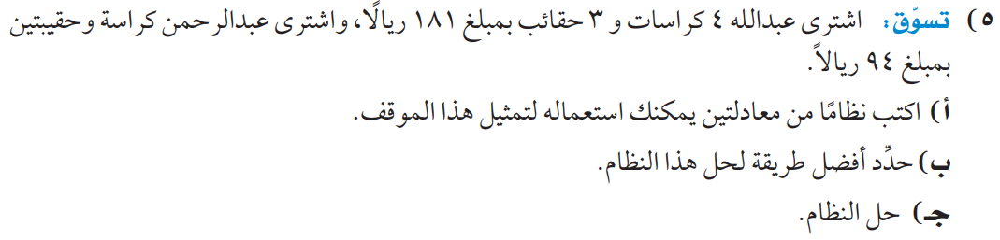 ٥) تسوّق: اشترى عبدالله ٤ كراسات و ٣ حقائب بمبلغ ١٨١ ريالًا، واشترى عبدالرحمن كراسة وحقيبتين
بمبلغ ٩٤ ريالاً.
أ) اكتب نظامًا من معادلتين يمكنك استعماله لتمثيل هذا الموقف.
ب) حدِّد أفضل طريقة لحل هذا النظام.
جـ) حل النظام.